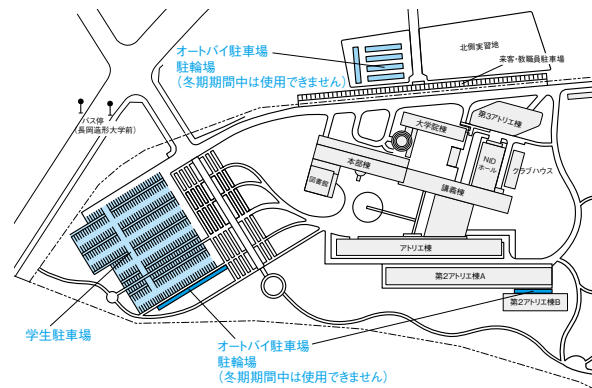 オートバイ駐車場
駐輪場
(冬期期間中は使用できません)
北側実習地
来客・教職員駐車場
バス停
(長岡造形大学前)
大学院棟
第3アトリエ棟
本部棟
NID
ホール
クラブハウス
図書館
講義棟
アトリエ棟
第2アトリエ棟A
第2アトリエ棟B
学生駐車場
オートバイ駐車場
駐輪場
(冬期期間中は使用できません)